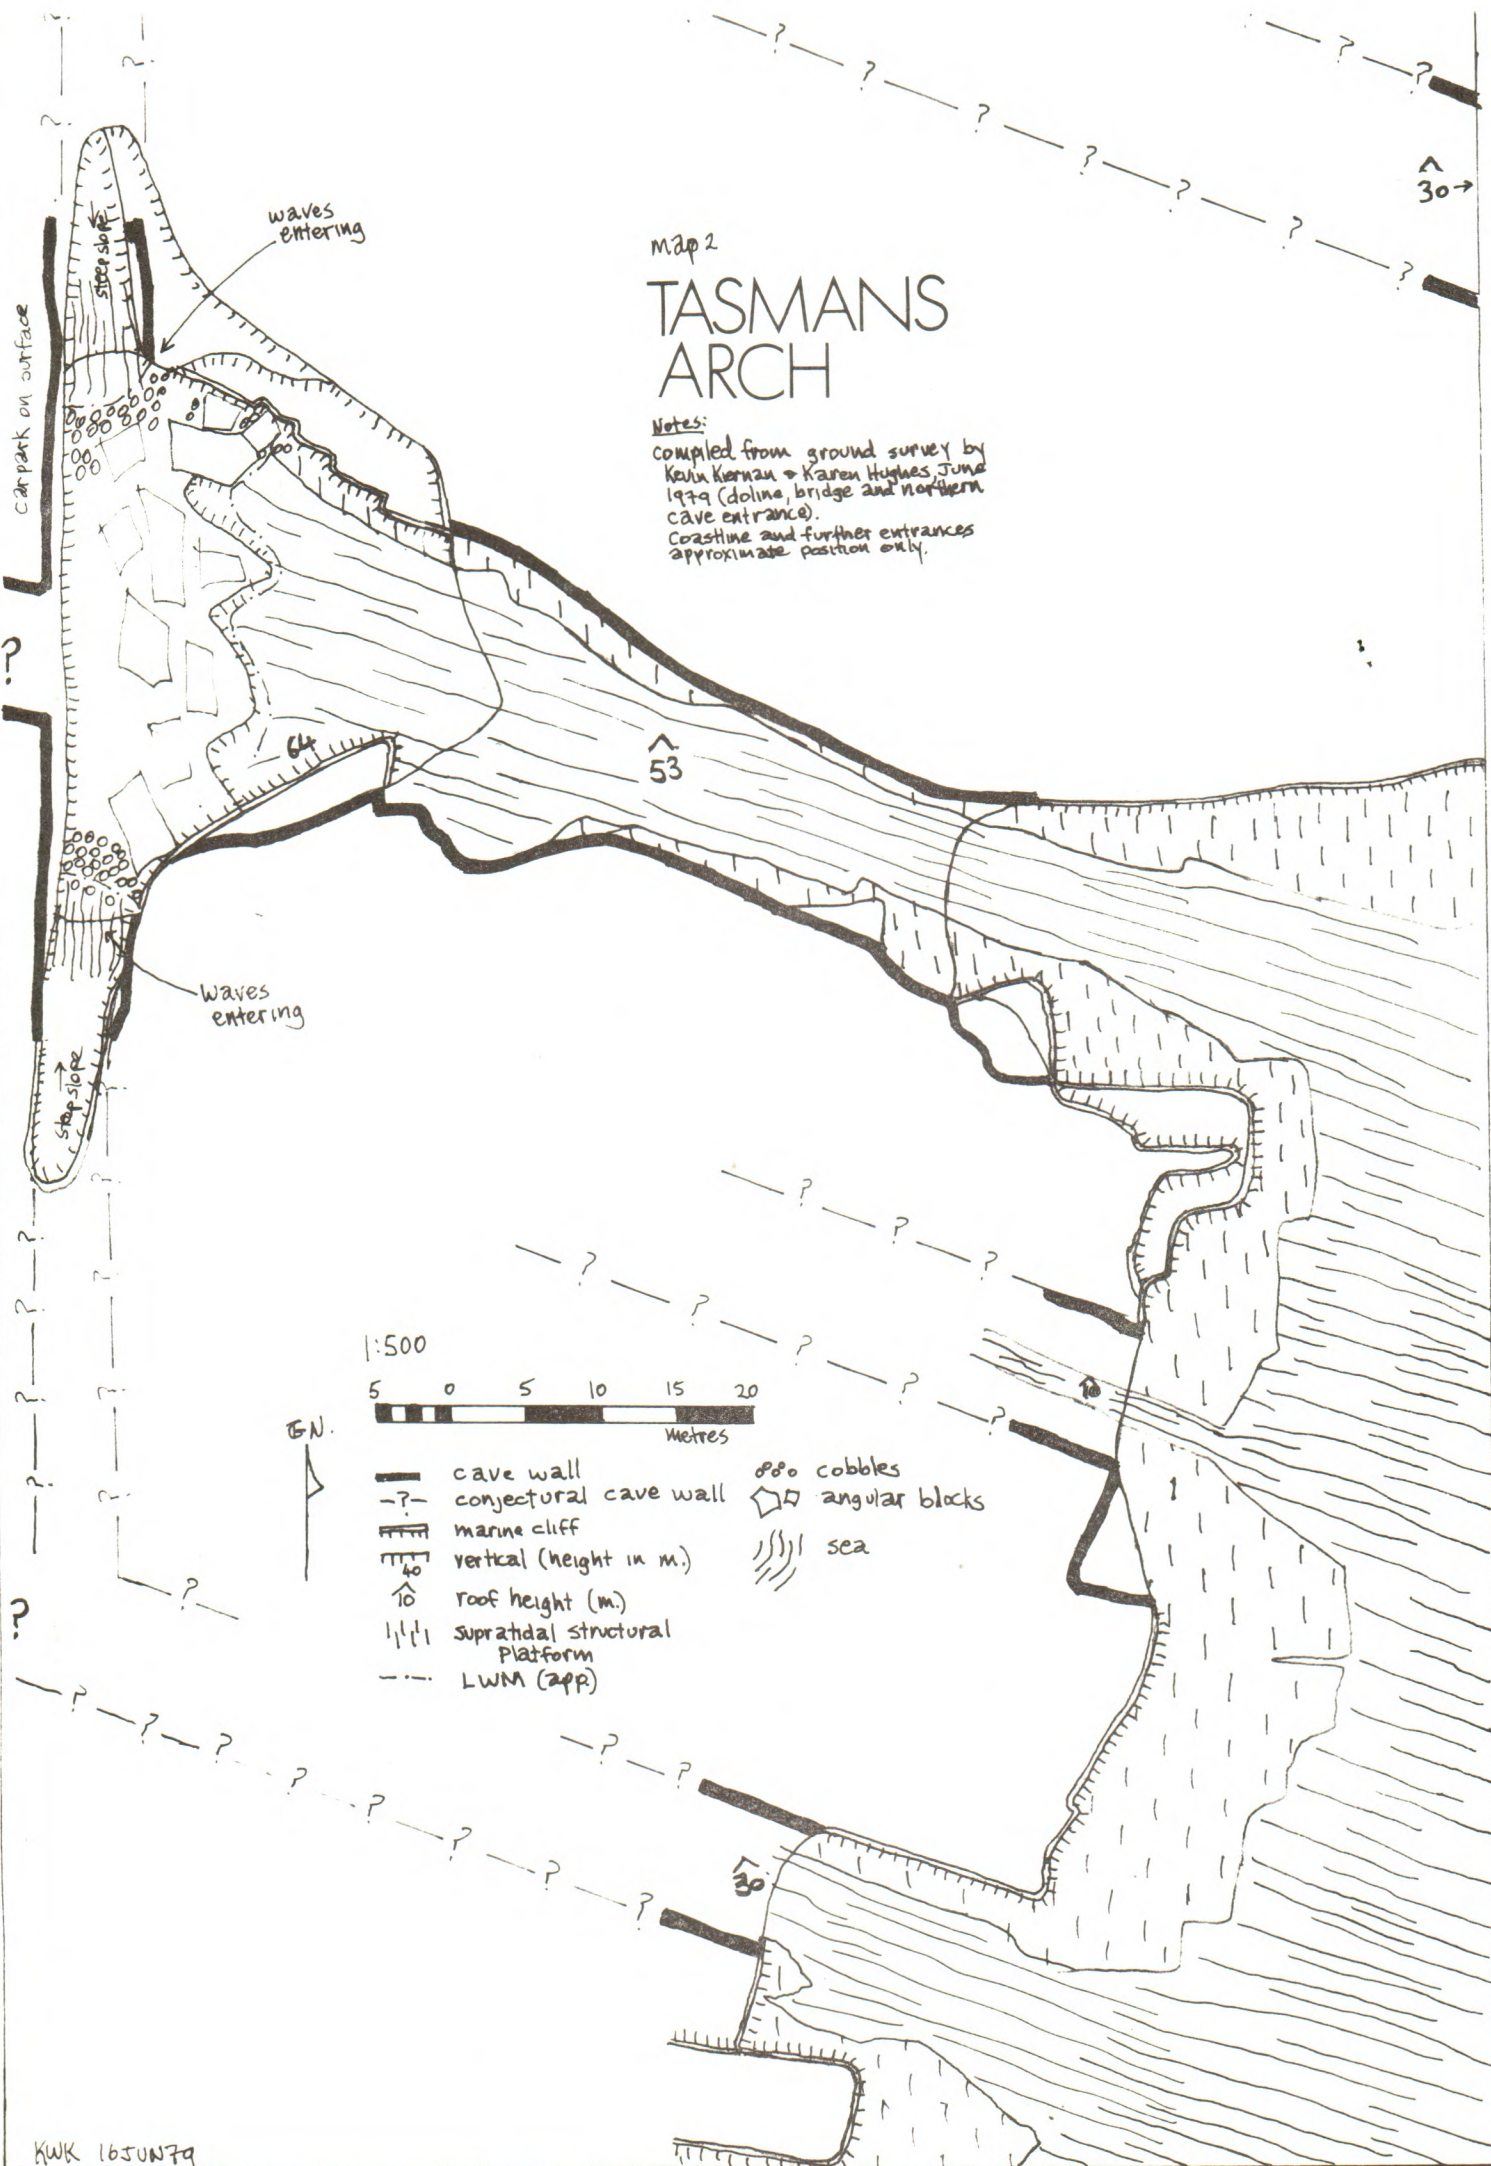 map 2
TASMANS
ARCH
Notes:
compiled from ground survey by
Kevin Kiernan & Karen Hughes, June
1979 (doline, bridge and northern
cave entrance).
Coastline and further entrances
approximate position only.
waves
entering
steep slope
carpark on surface
30
64
53
waves
entering
steep slope
10
1:500
5 0 5 10 15 20
metres
GN.
cave wall
-?- conjectural cave wall
marine cliff
vertical (height in m.)
40
10 roof height (m.)
supratidal structural
platform
LWM (app.)
cobbles
angular blocks
sea
30
KWK 16JUN79